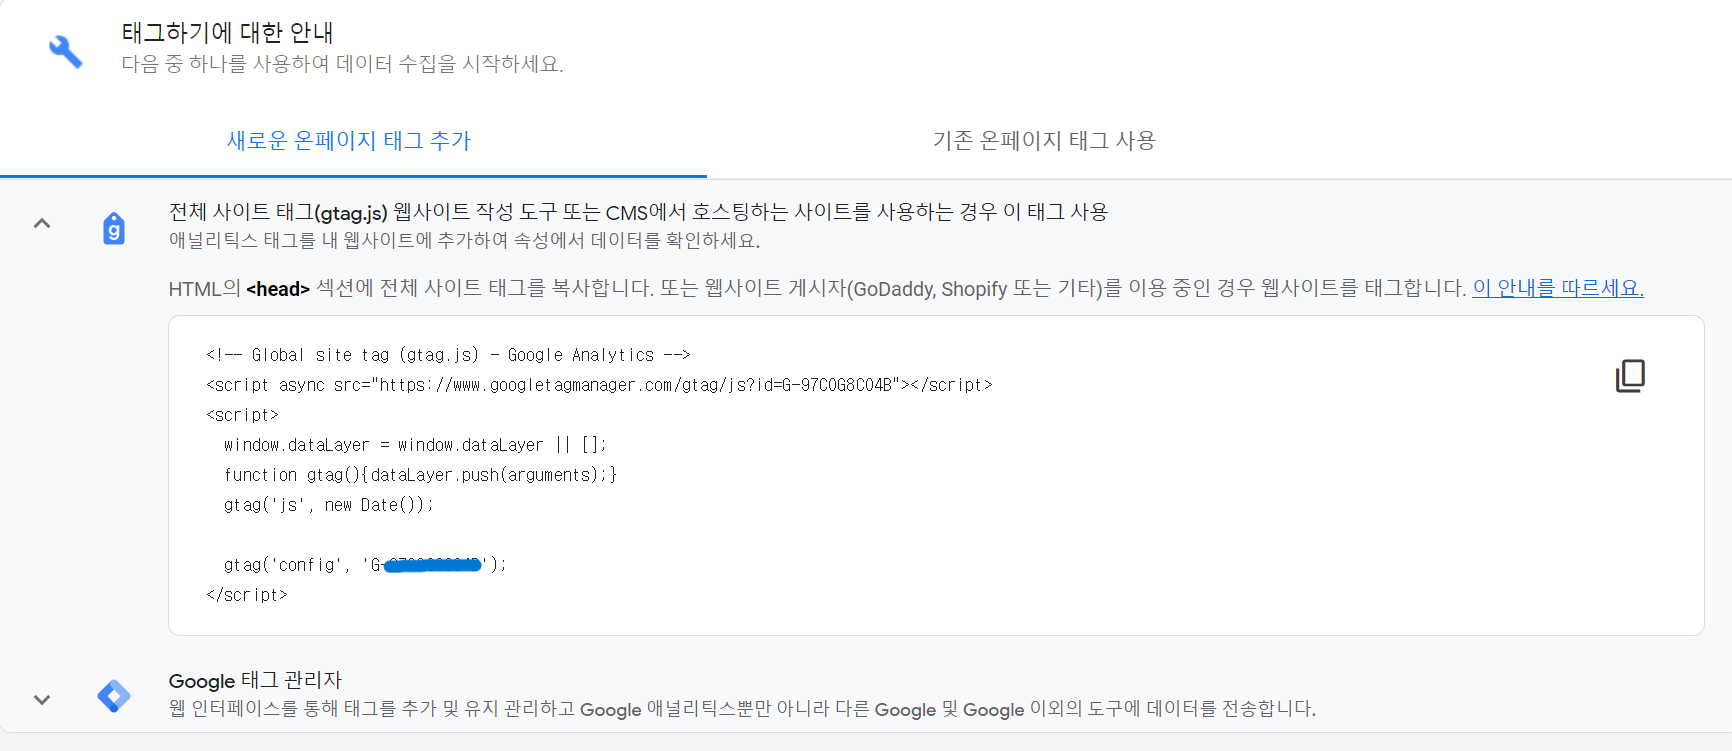 태그하기에 대한 안내
다음 중 하나를 사용하여 데이터 수집을 시작하세요.
새로운 온페이지 태그 추가
기존 온페이지 태그 사용
전체 사이트 태그(gtag.js) 웹사이트 작성 도구 또는 CMS에서 호스팅하는 사이트를 사용하는 경우 이 태그 사용
애널리틱스 태그를 내 웹사이트에 추가하여 속성에서 데이터를 확인하세요.
HTML의 <head> 섹션에 전체 사이트 태그를 복사합니다. 또는 웹사이트 게시자(GoDaddy, Shopify 또는 기타)를 이용 중인 경우 웹사이트를 태그합니다. 이 안내를 따르세요.
<!-- Global site tag (gtag.js) - Google Analytics -->
<script async src="https://www.googletagmanager.com/gtag/js?id=G-97C0G8C04B"></script>
<script>
window.dataLayer = window.dataLayer || [];
function gtag(){dataLayer.push(arguments);}
gtag('js', new Date());
gtag('config', 'G-');
</script>
Google 태그 관리자
웹 인터페이스를 통해 태그를 추가 및 유지 관리하고 Google 애널리틱스뿐만 아니라 다른 Google 및 Google 이외의 도구에 데이터를 전송합니다.